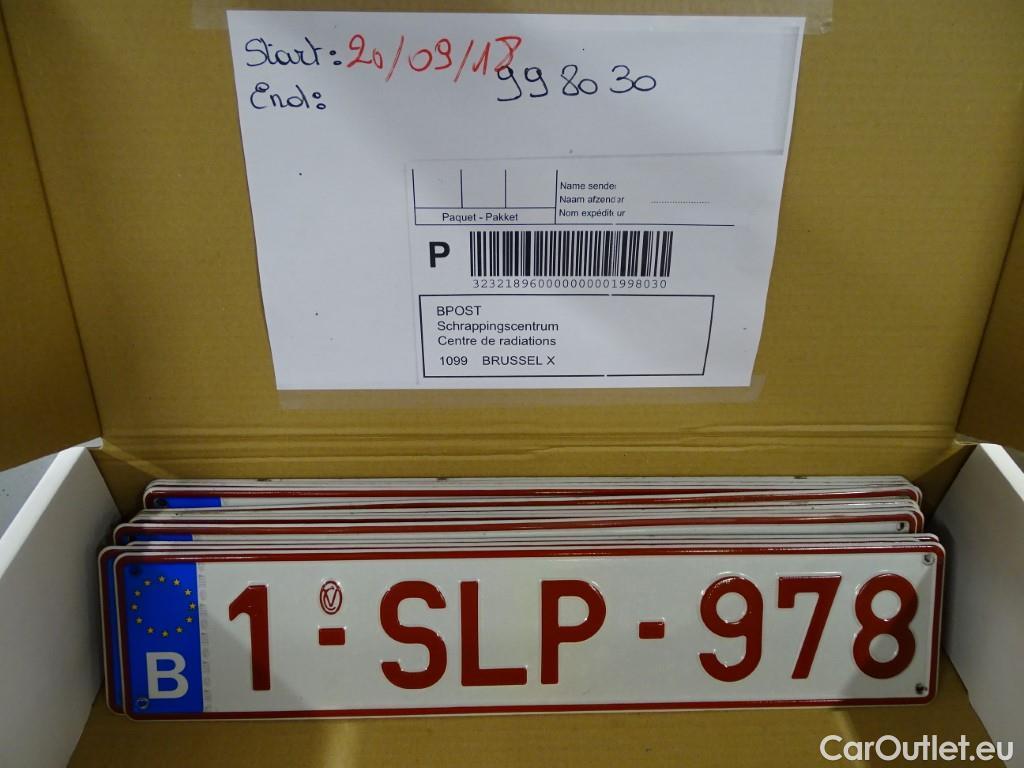 Start: 20/09/18
End:
998030
Name sender
Naam afzender
Nom expéditeur
Paquet - Pakket
P
323218960000000001998030
BPOST
Schrappingscentrum
Centre de radiations
1099 BRUSSEL X
B
1-SLP-978
CarOutlet.eu